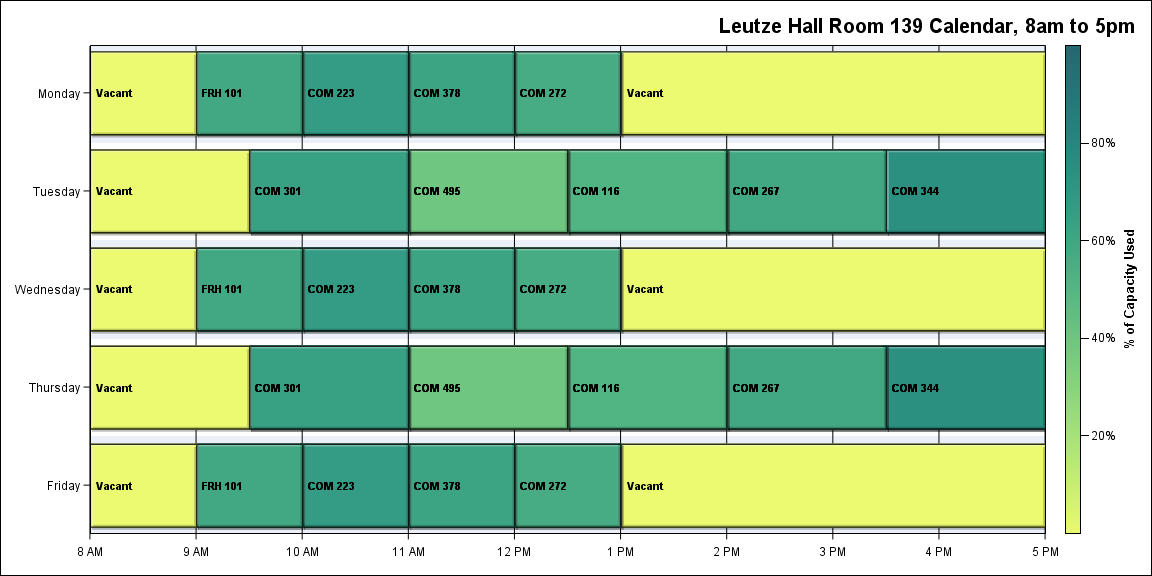 Leutze Hall Room 139 Calendar, 8am to 5pm
Monday
Vacant
FRH 101
COM 223
COM 378
COM 272
Vacant
Tuesday
Vacant
COM 301
COM 495
COM 116
COM 267
COM 344
Wednesday
Vacant
FRH 101
COM 223
COM 378
COM 272
Vacant
Thursday
Vacant
COM 301
COM 495
COM 116
COM 267
COM 344
Friday
Vacant
FRH 101
COM 223
COM 378
COM 272
Vacant
8 AM
9 AM
10 AM
11 AM
12 PM
1 PM
2 PM
3 PM
4 PM
5 PM
80%
60%
40%
20%
% of Capacity Used